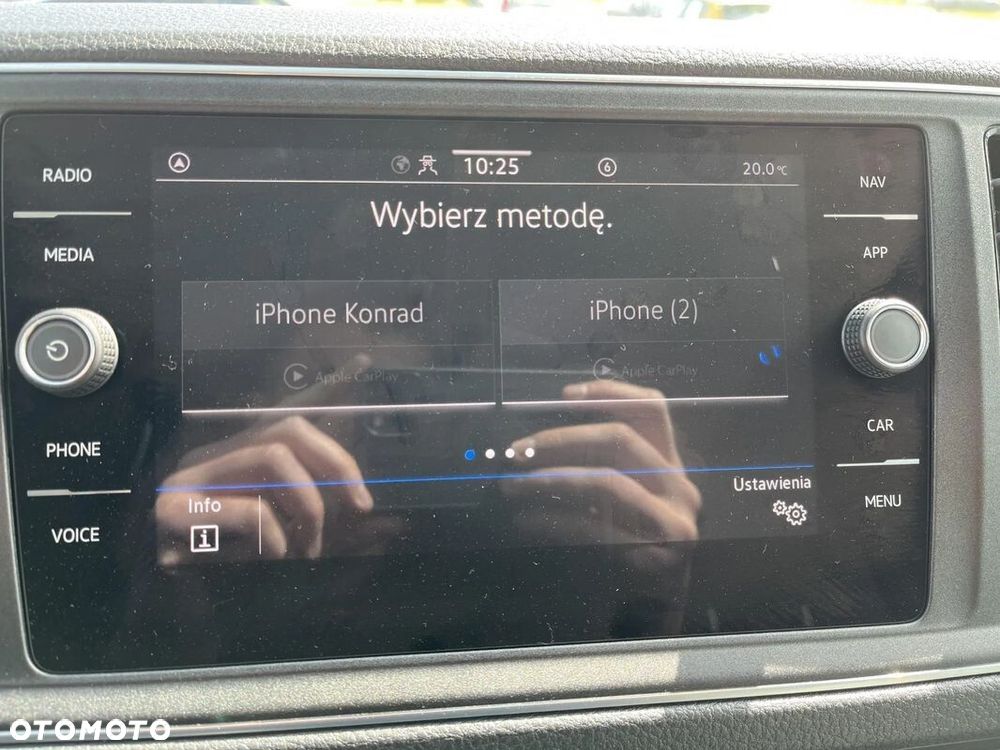 RADIO
MEDIA
PHONE
VOICE
10:25
6
20.0°C
Wybierz metodę.
iPhone Konrad
Apple CarPlay
iPhone (2)
Apple CarPlay
Info
i
Ustawienia
NAV
APP
CAR
MENU
OTOMOTO